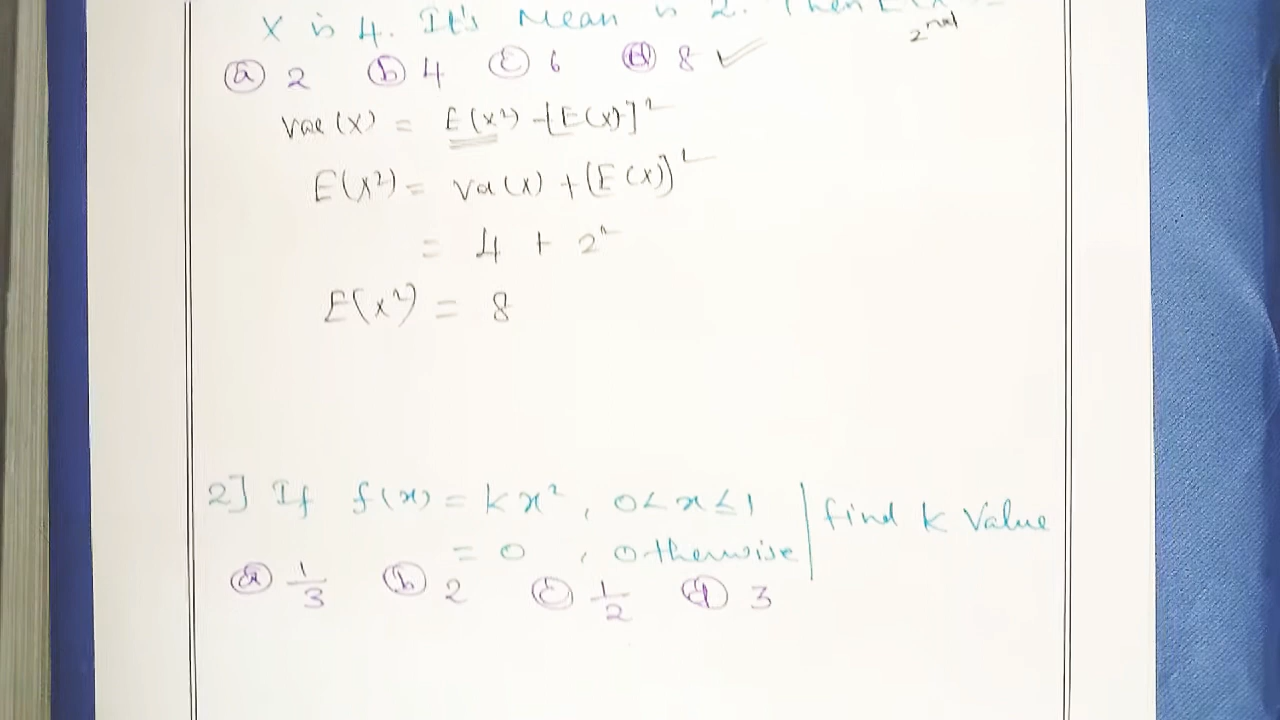 X is 4. It's Mean is 2. Then
2nd
(a) 2 (b) 4 (c) 6 (d) 8 ✓
Var(X) = E(X²) - [E(X)]²
E(X²) = Var(X) + (E(X))²
= 4 + 2²
E(X²) = 8
2] If f(x) = kx², 0<x≤1 | find k Value
= 0 , otherwise
(a) 1/3 (b) 2 (c) 1/2 (d) 3